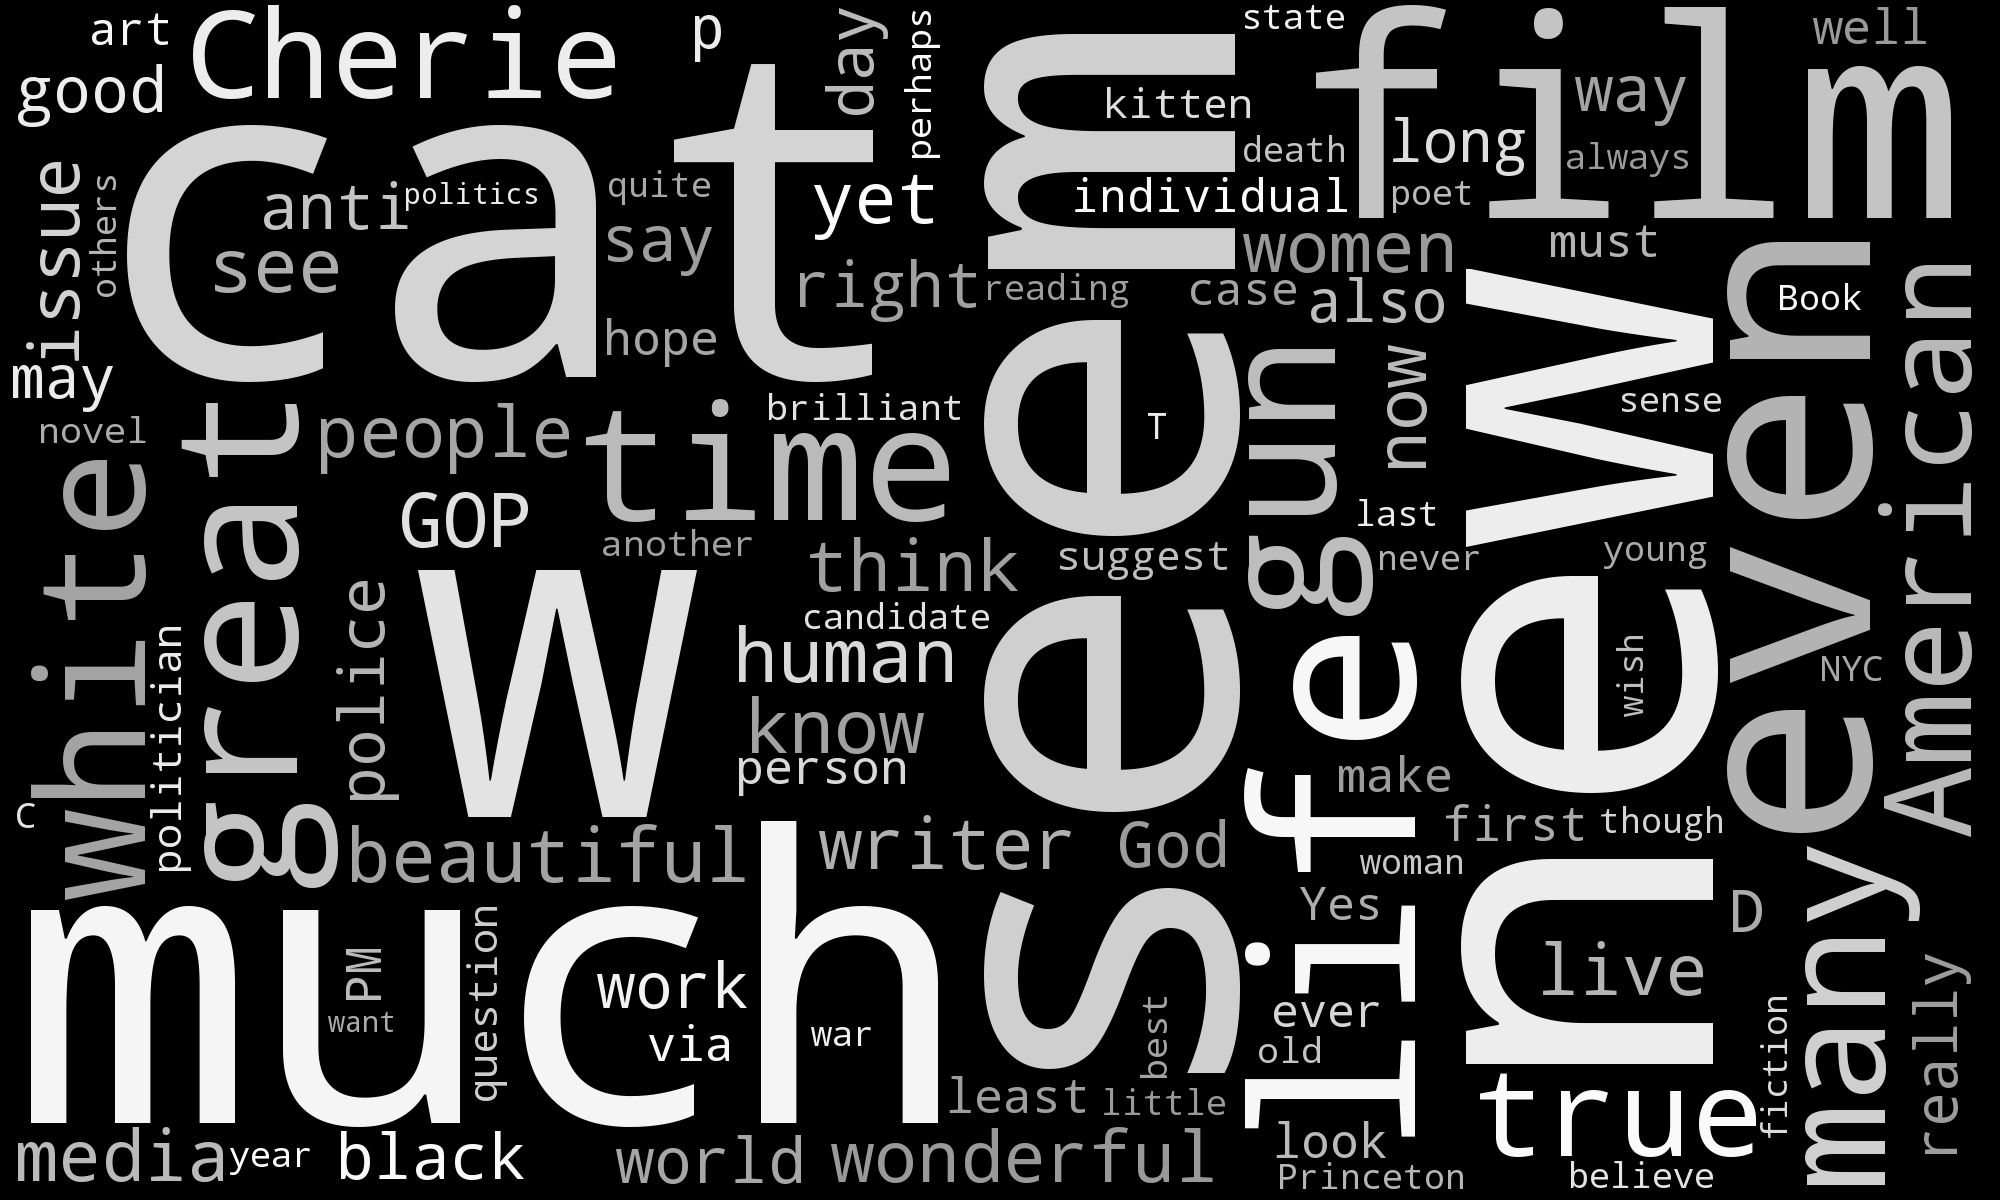 art
Cherie
p
day
perhaps
state
film
well
good
cat
seem
kitten
way
long
death
always
issue
others
anti
politics
quite
yet
individual
poet
see
say
women
must
right
reading
case
also
even
Book
American
hope
may
novel
great
people
time
brilliant
T
gun
now
new
sense
white
GOP
another
think
suggest
last
never
young
W
candidate
police
politician
human
know
person
life
wish
NYC
make
C
beautiful
writer
God
first
though
woman
much
Yes
D
many
PM
want
question
work
via
war
best
ever
old
live
really
fiction
least
little
true
media
year
black
world
wonderful
look
Princeton
believe